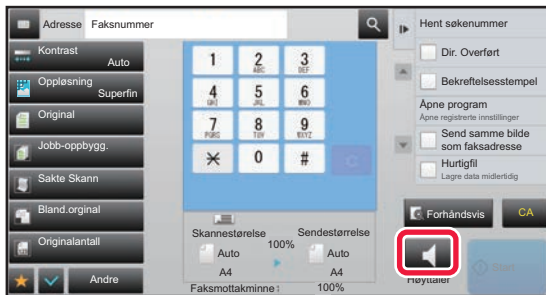 Adresse Faksnummer
Kontrast
Auto
Oppløsning
Superfin
Original
Jobb-oppbygg.
Sakte Skann
Bland.orginal
Originalantall
Andre
1 2 3
ABC DEF
4 5 6
GHI JKL MNO
7 8 9
PQRS TUV WXYZ
0 #
C
Skannestørelse
Sendestørrelse
100%
Auto Auto
A4 A4
Faksmottakminne: 100%
Hent søkenummer
Dir. Overført
Bekreftelsesstempel
Åpne program
Åpne registrerte innstillinger
Send samme bilde
som faksadresse
Hurtigfil
Lagre data midlertidig
Forhåndsvis
CA
Høyttaler
Start